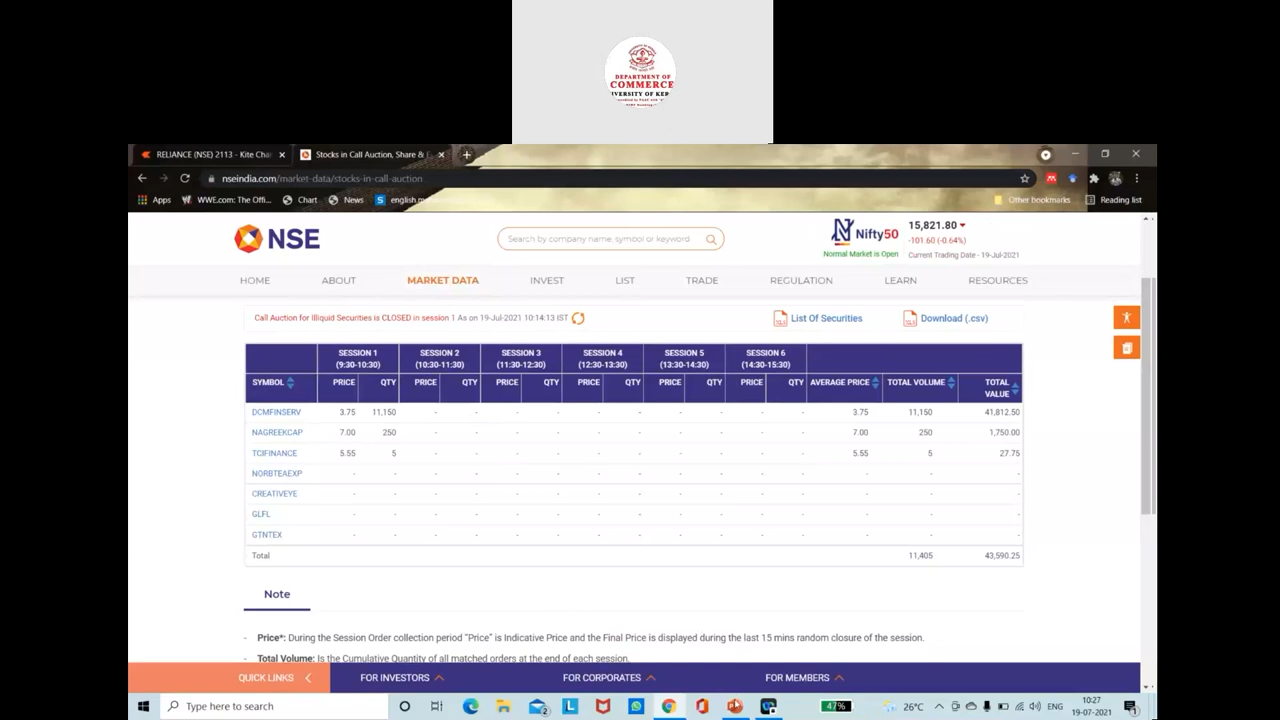 DEPARTMENT OF
COMMERCE
IVERSITY OF KER
RELIANCE (NSE) 2113 - Kite Cha
Stocks in Call Auction, Share & E
nseindia.com/market-data/stocks-in-call-auction
Apps WWE.com: The Offi... Chart News Other bookmarks Reading list
NSE
Search by company name, symbol or keyword
Nifty50
Normal Market is Open
15,821.80
-101.60 (-0.64%)
Current Trading Date - 19-Jul-2021
HOME ABOUT MARKET DATA INVEST LIST TRADE REGULATION LEARN RESOURCES
Call Auction for Illiquid Securities is CLOSED in session 1 As on 19-Jul-2021 10:14:13 IST
List Of Securities
Download (.csv)
SESSION 1 SESSION 2 SESSION 3 SESSION 4 SESSION 5 SESSION 6
(9:30-10:30) (10:30-11:30) (11:30-12:30) (12:30-13:30) (13:30-14:30) (14:30-15:30)
SYMBOL PRICE QTY PRICE QTY PRICE QTY PRICE QTY PRICE QTY PRICE QTY AVERAGE PRICE TOTAL VOLUME TOTAL VALUE
DCMFINSERV 3.75 11,150 - - - - - - - - - - 3.75 11,150 41,812.50
NAGREEKCAP 7.00 250 - - - - - - - - - - 7.00 250 1,750.00
TCIFINANCE 5.55 5 - - - - - - - - - - 5.55 5 27.75
NORBTEAEXP - - - - - - - - - - - - - - -
CREATIVEYE - - - - - - - - - - - - - - -
GLFL - - - - - - - - - - - - - - -
GTNTEX - - - - - - - - - - - - - - -
Total 11,405 43,590.25
Note
- Price*: During the Session Order collection period "Price" is Indicative Price and the Final Price is displayed during the last 15 mins random closure of the session.
- Total Volume: Is the Cumulative Quantity of all matched orders at the end of each session.
QUICK LINKS FOR INVESTORS FOR CORPORATES FOR MEMBERS
Type here to search
47%
26°C
ENG
10:27
19-07-2021